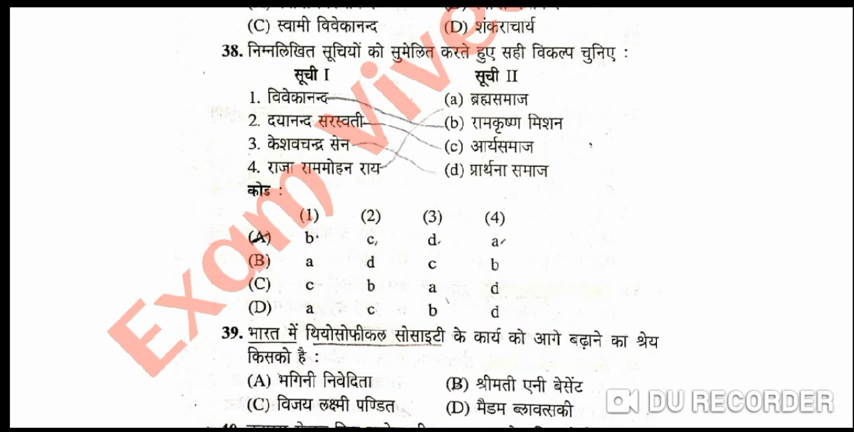 (C) स्वामी विवेकानन्द (D) शंकराचार्य
38. निम्नलिखित सूचियों को सुमेलित करते हुए सही विकल्प चुनिए :
सूची I सूची II
1. विवेकानन्द (a) ब्रह्मसमाज
2. दयानन्द सरस्वती (b) रामकृष्ण मिशन
3. केशवचन्द्र सेन (c) आर्यसमाज
4. राजा राममोहन राय (d) प्रार्थना समाज
कोड :
(1) (2) (3) (4)
(A) b c d a
(B) a d c b
(C) c b a d
(D) a c b d
39. भारत में थियोसोफीकल सोसाइटी के कार्य को आगे बढ़ाने का श्रेय
किसको है :
(A) भगिनी निवेदिता (B) श्रीमती एनी बेसेंट
(C) विजय लक्ष्मी पण्डित (D) मैडम ब्लावत्सकी
Exam Vives
DU RECORDER